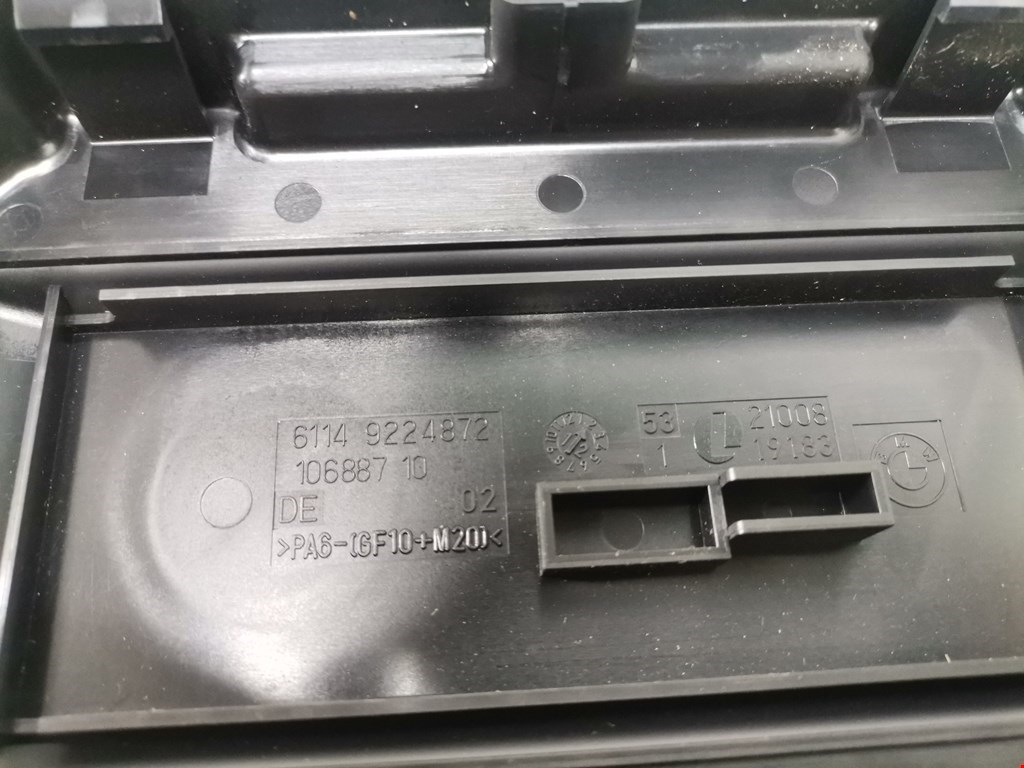 6114 9224872
106887 10
DE 02
>PA6-(GF10+M20)<
53 21008
1 19183